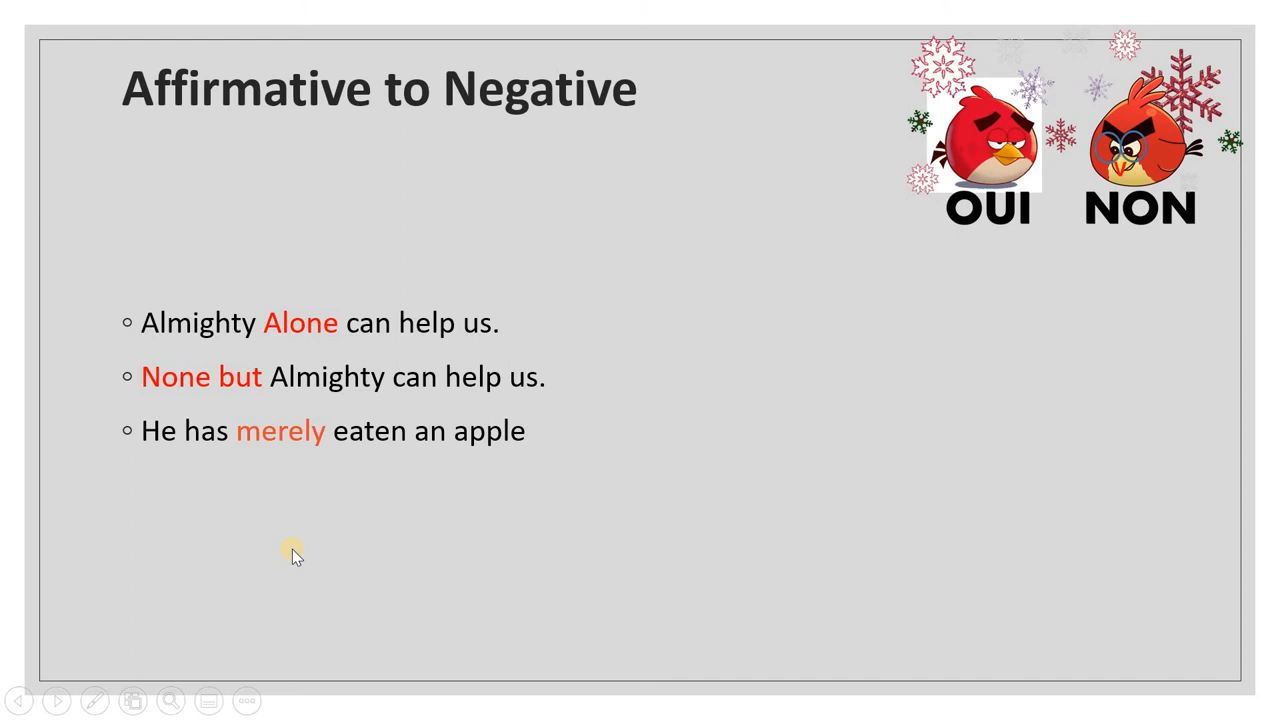 Affirmative to Negative
OUI NON
Almighty Alone can help us.
None but Almighty can help us.
He has merely eaten an apple